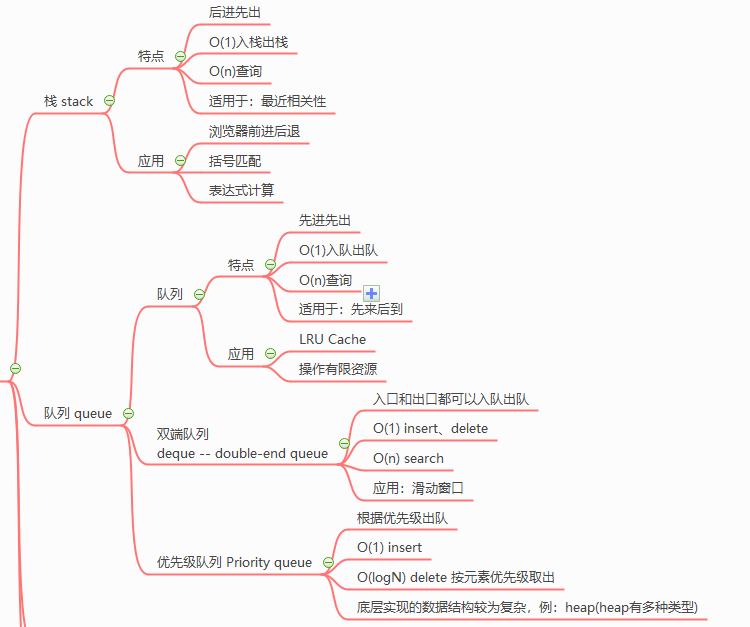 栈 stack
特点
后进先出
O(1)入栈出栈
O(n)查询
适用于：最近相关性
应用
浏览器前进后退
括号匹配
表达式计算
队列 queue
队列
特点
先进先出
O(1)入队出队
O(n)查询
适用于：先来后到
应用
LRU Cache
操作有限资源
双端队列
deque -- double-end queue
入口和出口都可以入队出队
O(1) insert、delete
O(n) search
应用：滑动窗口
优先级队列 Priority queue
根据优先级出队
O(1) insert
O(logN) delete 按元素优先级取出
底层实现的数据结构较为复杂，例：heap(heap有多种类型)